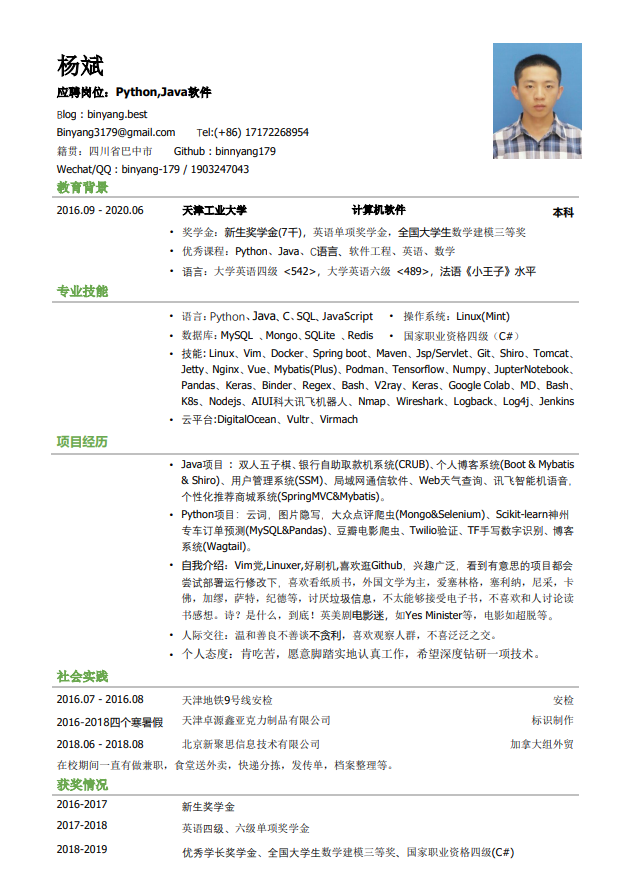 杨斌
应聘岗位：Python,Java软件
Blog：binyang.best
Binyang3179@gmail.com Tel:(+86) 17172268954
籍贯：四川省巴中市 Github：binnyang179
Wechat/QQ：binyang-179 / 1903247043
教育背景
2016.09 - 2020.06 天津工业大学 计算机软件 本科
• 奖学金：新生奖学金(7千)，英语单项奖学金，全国大学生数学建模三等奖
• 优秀课程：Python、Java、C语言、软件工程、英语、数学
• 语言：大学英语四级 <542>，大学英语六级 <489>，法语《小王子》水平
专业技能
• 语言：Python、Java、C、SQL、JavaScript • 操作系统：Linux(Mint)
• 数据库：MySQL 、Mongo、SQLite 、Redis • 国家职业资格四级（C#）
• 技能: Linux、Vim、Docker、Spring boot、Maven、Jsp/Servlet、Git、Shiro、Tomcat、
Jetty、Nginx、Vue、Mybatis(Plus)、Podman、Tensorflow、Numpy、JupterNotebook、
Pandas、Keras、Binder、Regex、Bash、V2ray、Keras、Google Colab、MD、Bash、
K8s、Nodejs、AIUI科大讯飞机器人、Nmap、Wireshark、Logback、Log4j、Jenkins
• 云平台:DigitalOcean、Vultr、Virmach
项目经历
• Java项目 ：双人五子棋、银行自助取款机系统(CRUB)、个人博客系统(Boot & Mybatis
& Shiro)、用户管理系统(SSM)、局域网通信软件、Web天气查询、讯飞智能机语音，
个性化推荐商城系统(SpringMVC&Mybatis)。
• Python项目：云词，图片隐写，大众点评爬虫(Mongo&Selenium)、Scikit-learn神州
专车订单预测(MySQL&Pandas)、豆瓣电影爬虫、Twilio验证、TF手写数字识别、博客
系统(Wagtail)。
• 自我介绍：Vim党,Linuxer,好刷机,喜欢逛Github，兴趣广泛，看到有意思的项目都会
尝试部署运行修改下，喜欢看纸质书，外国文学为主，爱塞林格，塞利纳，尼采，卡
佛，加缪，萨特，纪德等，讨厌垃圾信息，不太能够接受电子书，不喜欢和人讨论读
书感想。诗？是什么，到底！英美剧电影迷，如Yes Minister等，电影如超脱等。
• 人际交往：温和善良不善谈不贪利，喜欢观察人群，不喜泛泛之交。
• 个人态度：肯吃苦，愿意脚踏实地认真工作，希望深度钻研一项技术。
社会实践
2016.07 - 2016.08 天津地铁9号线安检 安检
2016-2018四个寒暑假 天津卓源鑫亚克力制品有限公司 标识制作
2018.06 - 2018.08 北京新聚思信息技术有限公司 加拿大组外贸
在校期间一直有做兼职，食堂送外卖，快递分拣，发传单，档案整理等。
获奖情况
2016-2017 新生奖学金
2017-2018 英语四级、六级单项奖学金
2018-2019 优秀学长奖学金、全国大学生数学建模三等奖、国家职业资格四级(C#)